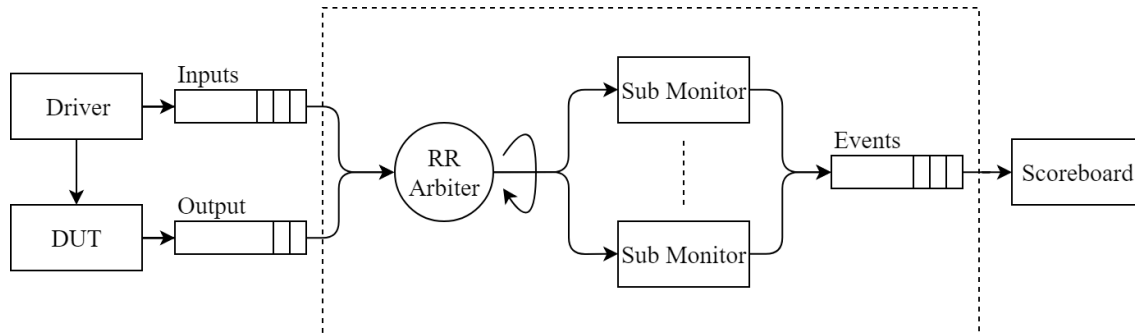 Inputs
Driver
Output
DUT
RR
Arbiter
Sub Monitor
Sub Monitor
Events
Scoreboard